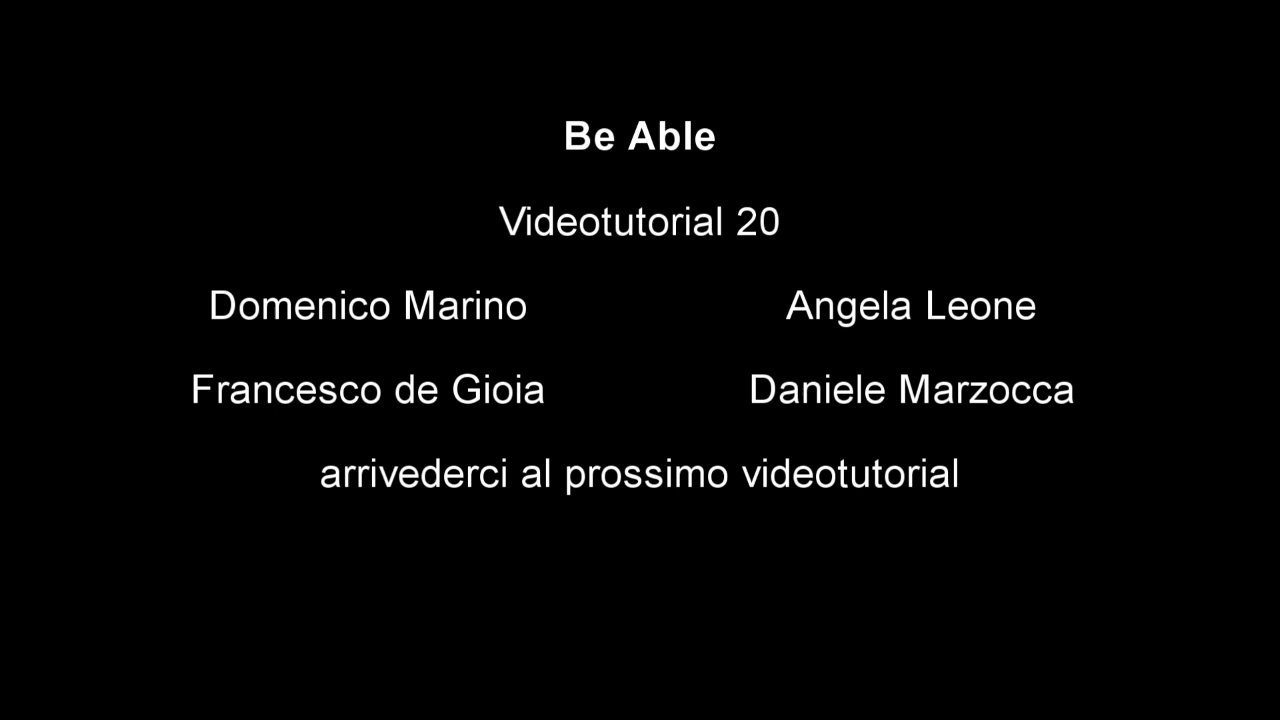 Be Able
Videotutorial 20
Domenico Marino Angela Leone
Francesco de Gioia Daniele Marzocca
arrivederci al prossimo videotutorial